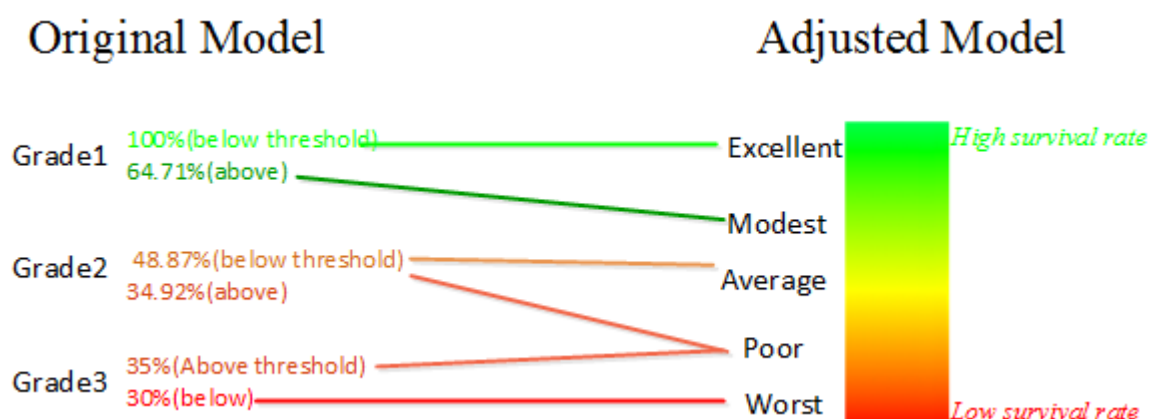 Original Model
Adjusted Model
Grade1
100%(below threshold)
64.71%(above)
Grade2
48.87%(below threshold)
34.92%(above)
Grade3
35%(Above threshold)
30%(below)
Excellent
Modest
Average
Poor
Worst
High survival rate
Low survival rate